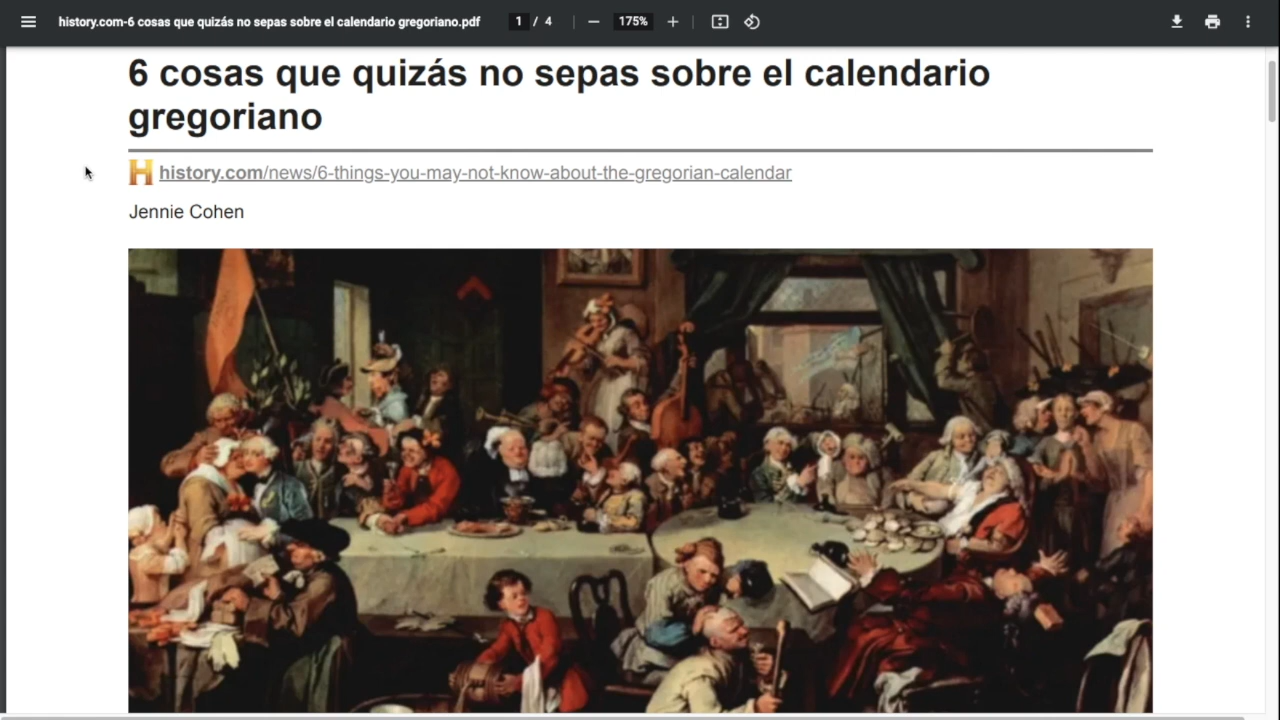 history.com-6 cosas que quizás no sepas sobre el calendario gregoriano.pdf
1 / 4
175%
6 cosas que quizás no sepas sobre el calendario
gregoriano
H history.com/news/6-things-you-may-not-know-about-the-gregorian-calendar
Jennie Cohen